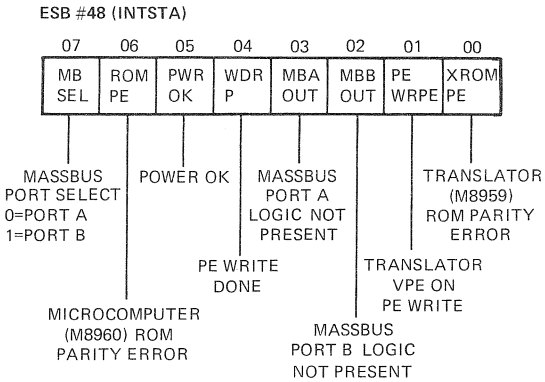 ESB #48 (INTSTA)
07 06 05 04 03 02 01 00
MB SEL
ROM PE
PWR OK
WDR P
MBA OUT
MBB OUT
PE WRPE
XROM PE
MASSBUS
PORT SELECT
0=PORT A
1=PORT B
POWER OK
MASSBUS
PORT A
LOGIC NOT
PRESENT
TRANSLATOR
(M8959)
ROM PARITY
ERROR
PE WRITE
DONE
TRANSLATOR
VPE ON
PE WRITE
MICROCOMPUTER
(M8960) ROM
PARITY ERROR
MASSBUS
PORT B LOGIC
NOT PRESENT